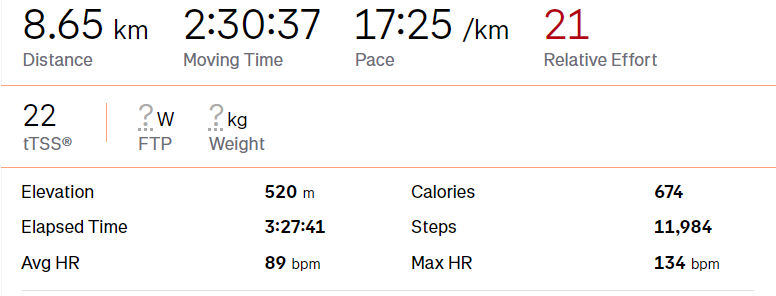 8.65 km 2:30:37 17:25 /km 21
Distance Moving Time Pace Relative Effort
22 ? W ? kg
tTSS® FTP Weight
Elevation 520 m Calories 674
Elapsed Time 3:27:41 Steps 11,984
Avg HR 89 bpm Max HR 134 bpm